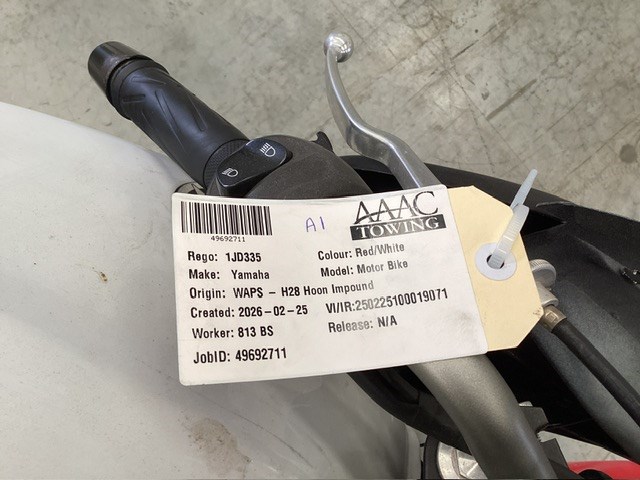 49692711
A1
AAAC
TOWING
Rego: 1JD335 Colour: Red/White
Make: Yamaha Model: Motor Bike
Origin: WAPS - H28 Hoon Impound
Created: 2026-02-25 VI/IR:250225100019071
Worker: 813 BS Release: N/A
JobID: 49692711